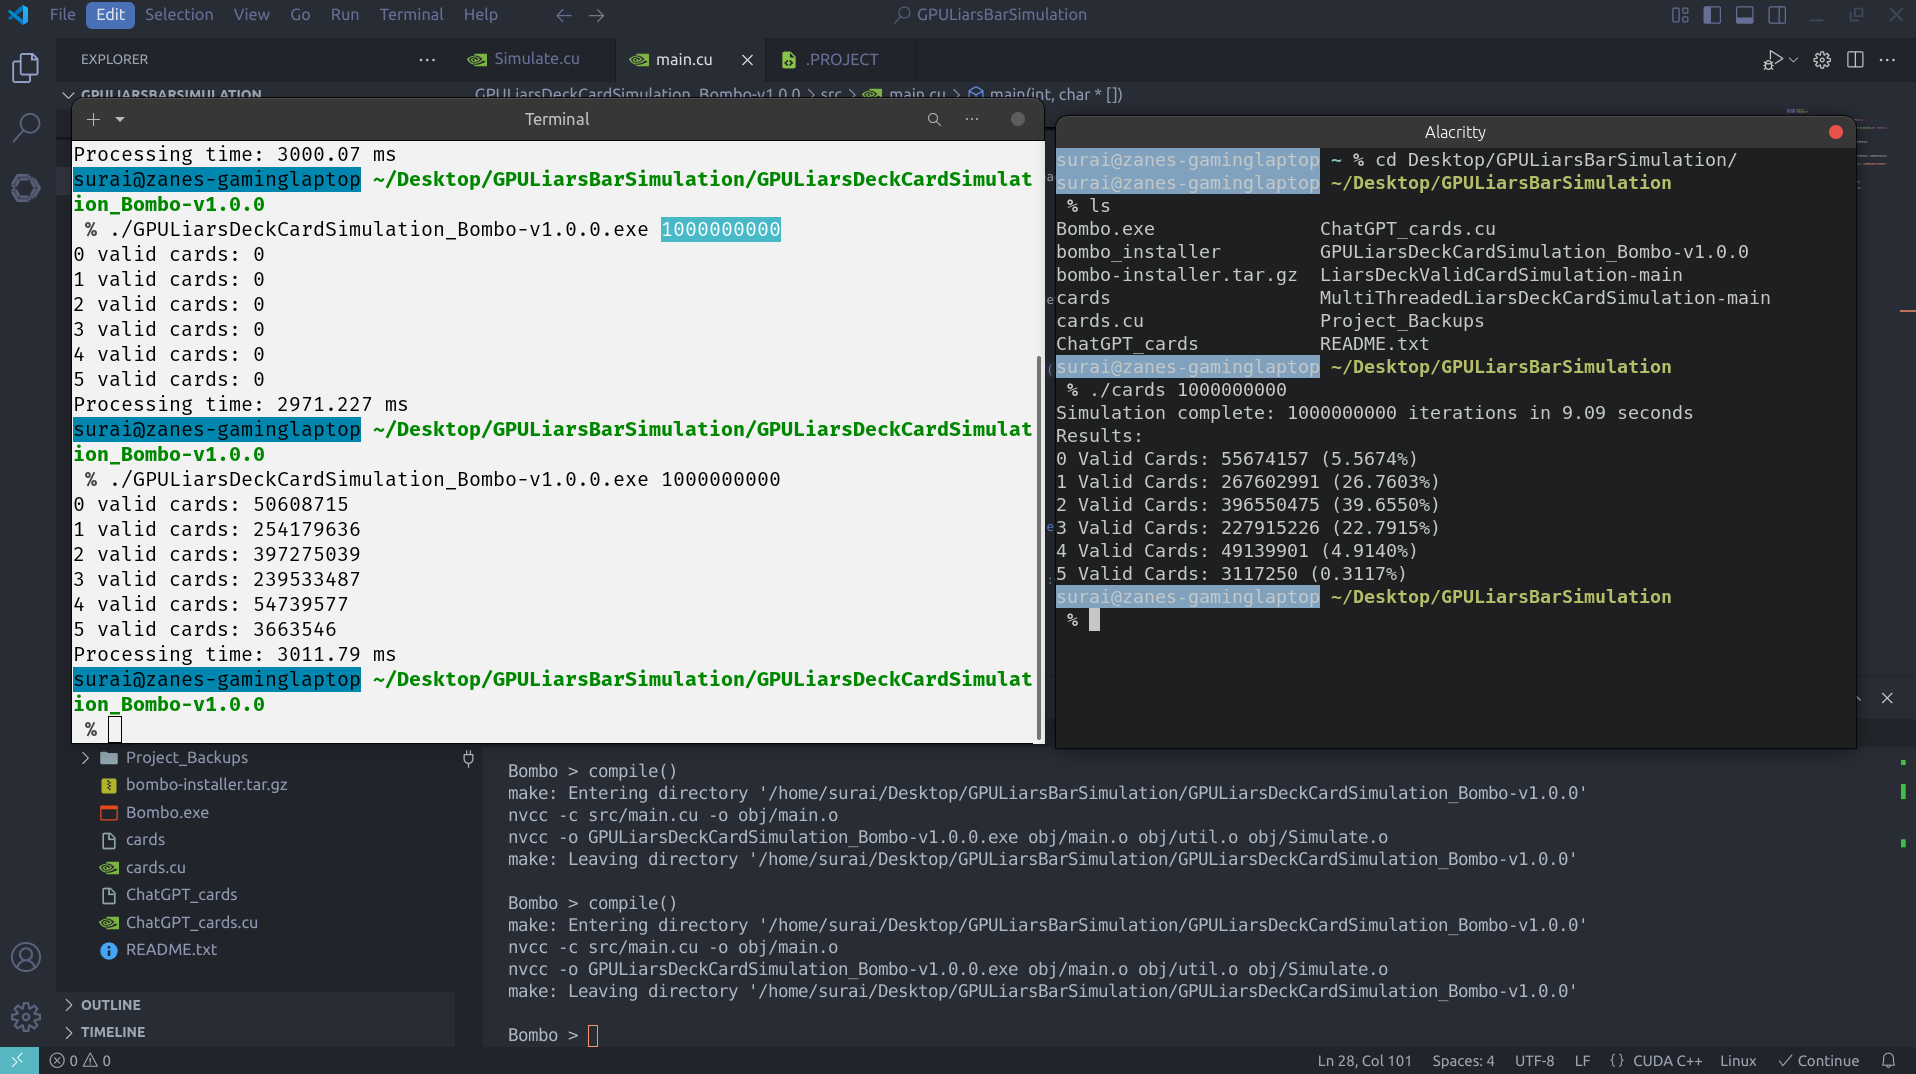 File Edit Selection View Go Run Terminal Help
GPULiarsBarSimulation
EXPLORER
Simulate.cu
main.cu
.PROJECT
GPULIARSBARSIMULATION
GPULiarsDeckCardSimulation_Bombo-v1.0.0 > src > main.cu > main(int, char * [])
Terminal
Processing time: 3000.07 ms
surai@zanes-gaminglaptop ~/Desktop/GPULiarsBarSimulation/GPULiarsDeckCardSimulat
ion_Bombo-v1.0.0
% ./GPULiarsDeckCardSimulation_Bombo-v1.0.0.exe 1000000000
0 valid cards: 0
1 valid cards: 0
2 valid cards: 0
3 valid cards: 0
4 valid cards: 0
5 valid cards: 0
Processing time: 2971.227 ms
surai@zanes-gaminglaptop ~/Desktop/GPULiarsBarSimulation/GPULiarsDeckCardSimulat
ion_Bombo-v1.0.0
% ./GPULiarsDeckCardSimulation_Bombo-v1.0.0.exe 1000000000
0 valid cards: 50608715
1 valid cards: 254179636
2 valid cards: 397275039
3 valid cards: 239533487
4 valid cards: 54739577
5 valid cards: 3663546
Processing time: 3011.79 ms
surai@zanes-gaminglaptop ~/Desktop/GPULiarsBarSimulation/GPULiarsDeckCardSimulat
ion_Bombo-v1.0.0
%
Alacritty
surai@zanes-gaminglaptop ~ % cd Desktop/GPULiarsBarSimulation/
surai@zanes-gaminglaptop ~/Desktop/GPULiarsBarSimulation
% ls
Bombo.exe ChatGPT_cards.cu
bombo_installer GPULiarsDeckCardSimulation_Bombo-v1.0.0
bombo-installer.tar.gz LiarsDeckValidCardSimulation-main
cards MultiThreadedLiarsDeckCardSimulation-main
cards.cu Project_Backups
ChatGPT_cards README.txt
surai@zanes-gaminglaptop ~/Desktop/GPULiarsBarSimulation
% ./cards 1000000000
Simulation complete: 1000000000 iterations in 9.09 seconds
Results:
0 Valid Cards: 55674157 (5.5674%)
1 Valid Cards: 267602991 (26.7603%)
2 Valid Cards: 396550475 (39.6550%)
3 Valid Cards: 227915226 (22.7915%)
4 Valid Cards: 49139901 (4.9140%)
5 Valid Cards: 3117250 (0.3117%)
surai@zanes-gaminglaptop ~/Desktop/GPULiarsBarSimulation
%
Project_Backups
bombo-installer.tar.gz
Bombo.exe
cards
cards.cu
ChatGPT_cards
ChatGPT_cards.cu
README.txt
OUTLINE
TIMELINE
Bombo > compile()
make: Entering directory '/home/surai/Desktop/GPULiarsBarSimulation/GPULiarsDeckCardSimulation_Bombo-v1.0.0'
nvcc -c src/main.cu -o obj/main.o
nvcc -o GPULiarsDeckCardSimulation_Bombo-v1.0.0.exe obj/main.o obj/util.o obj/Simulate.o
make: Leaving directory '/home/surai/Desktop/GPULiarsBarSimulation/GPULiarsDeckCardSimulation_Bombo-v1.0.0'
Bombo > compile()
make: Entering directory '/home/surai/Desktop/GPULiarsBarSimulation/GPULiarsDeckCardSimulation_Bombo-v1.0.0'
nvcc -c src/main.cu -o obj/main.o
nvcc -o GPULiarsDeckCardSimulation_Bombo-v1.0.0.exe obj/main.o obj/util.o obj/Simulate.o
make: Leaving directory '/home/surai/Desktop/GPULiarsBarSimulation/GPULiarsDeckCardSimulation_Bombo-v1.0.0'
Bombo >
0 0 Ln 28, Col 101 Spaces: 4 UTF-8 LF {} CUDA C++ Linux Continue